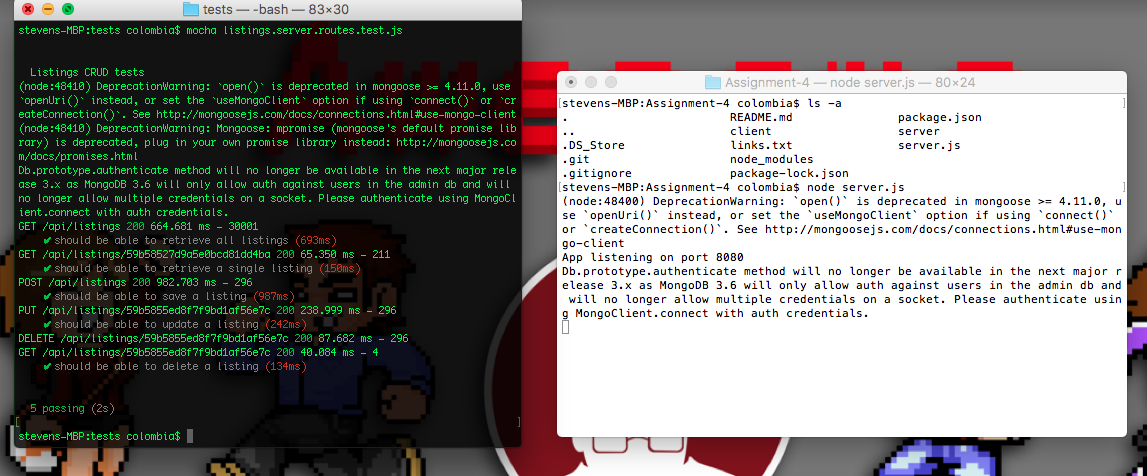 tests — -bash — 83×30
stevens-MBP:tests colombia$ mocha listings.server.routes.test.js
Listings CRUD tests
(node:48410) DeprecationWarning: `open()` is deprecated in mongoose >= 4.11.0, use
`openUri()` instead, or set the `useMongoClient` option if using `connect()` or `cr
eateConnection()`. See http://mongoosejs.com/docs/connections.html#use-mongo-client
(node:48410) DeprecationWarning: Mongoose: mpromise (mongoose's default promise lib
rary) is deprecated, plug in your own promise library instead: http://mongoosejs.co
m/docs/promises.html
Db.prototype.authenticate method will no longer be available in the next major rele
ase 3.x as MongoDB 3.6 will only allow auth against users in the admin db and will
no longer allow multiple credentials on a socket. Please authenticate using MongoCl
ient.connect with auth credentials.
GET /api/listings 200 664.681 ms - 30001
✔ should be able to retrieve all listings (693ms)
GET /api/listings/59b58527d9a5e0bcd81dd4ba 200 65.350 ms - 211
✔ should be able to retrieve a single listing (150ms)
POST /api/listings 200 982.703 ms - 296
✔ should be able to save a listing (987ms)
PUT /api/listings/59b5855ed8f7f9bd1af56e7c 200 238.999 ms - 296
✔ should be able to update a listing (242ms)
DELETE /api/listings/59b5855ed8f7f9bd1af56e7c 200 87.682 ms - 296
GET /api/listings/59b5855ed8f7f9bd1af56e7c 200 40.084 ms - 4
✔ should be able to delete a listing (134ms)
5 passing (2s)
stevens-MBP:tests colombia$
Assignment-4 — node server.js — 80×24
stevens-MBP:Assignment-4 colombia$ ls -a
. README.md package.json
.. client server
.DS_Store links.txt server.js
.git node_modules
.gitignore package-lock.json
stevens-MBP:Assignment-4 colombia$ node server.js
(node:48400) DeprecationWarning: `open()` is deprecated in mongoose >= 4.11.0, u
se `openUri()` instead, or set the `useMongoClient` option if using `connect()`
or `createConnection()`. See http://mongoosejs.com/docs/connections.html#use-mon
go-client
App listening on port 8080
Db.prototype.authenticate method will no longer be available in the next major r
elease 3.x as MongoDB 3.6 will only allow auth against users in the admin db and
will no longer allow multiple credentials on a socket. Please authenticate usin
g MongoClient.connect with auth credentials.